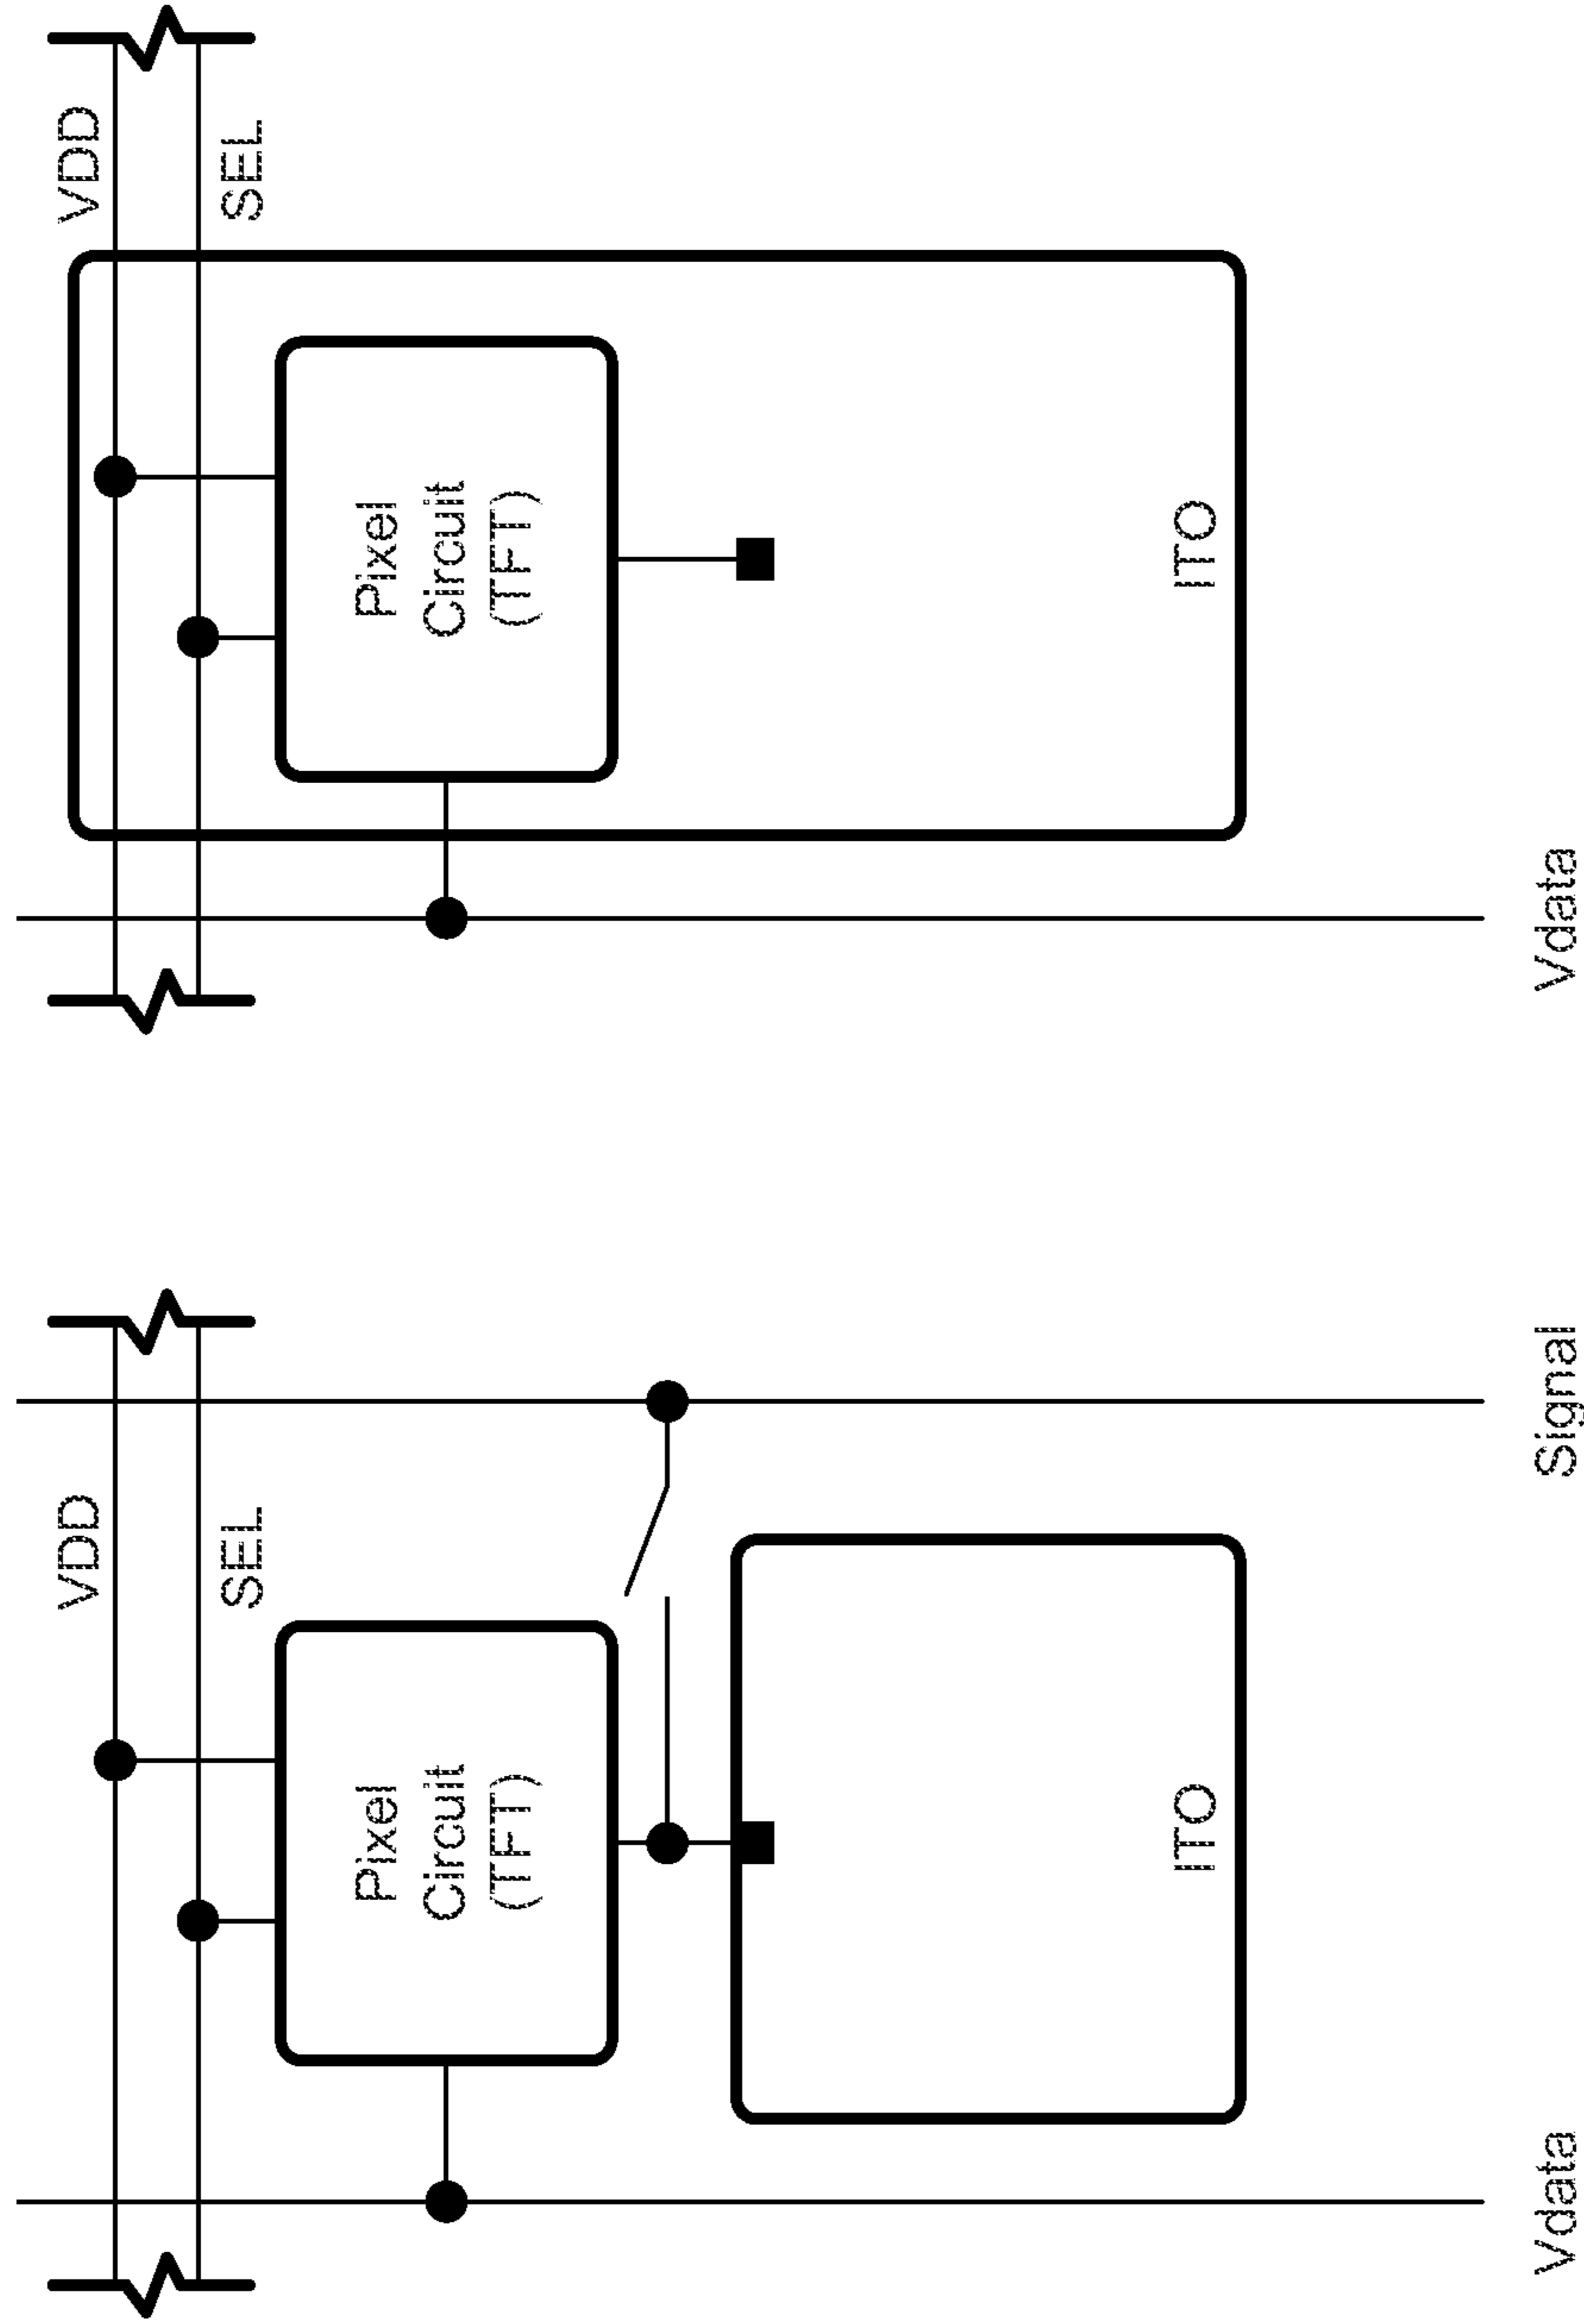 VDD
SEL
Pixel
Circuit
(TFT)
ITO
Vdata
Signal
VDD
SEL
Pixel
Circuit
(TFT)
ITO
Vdata